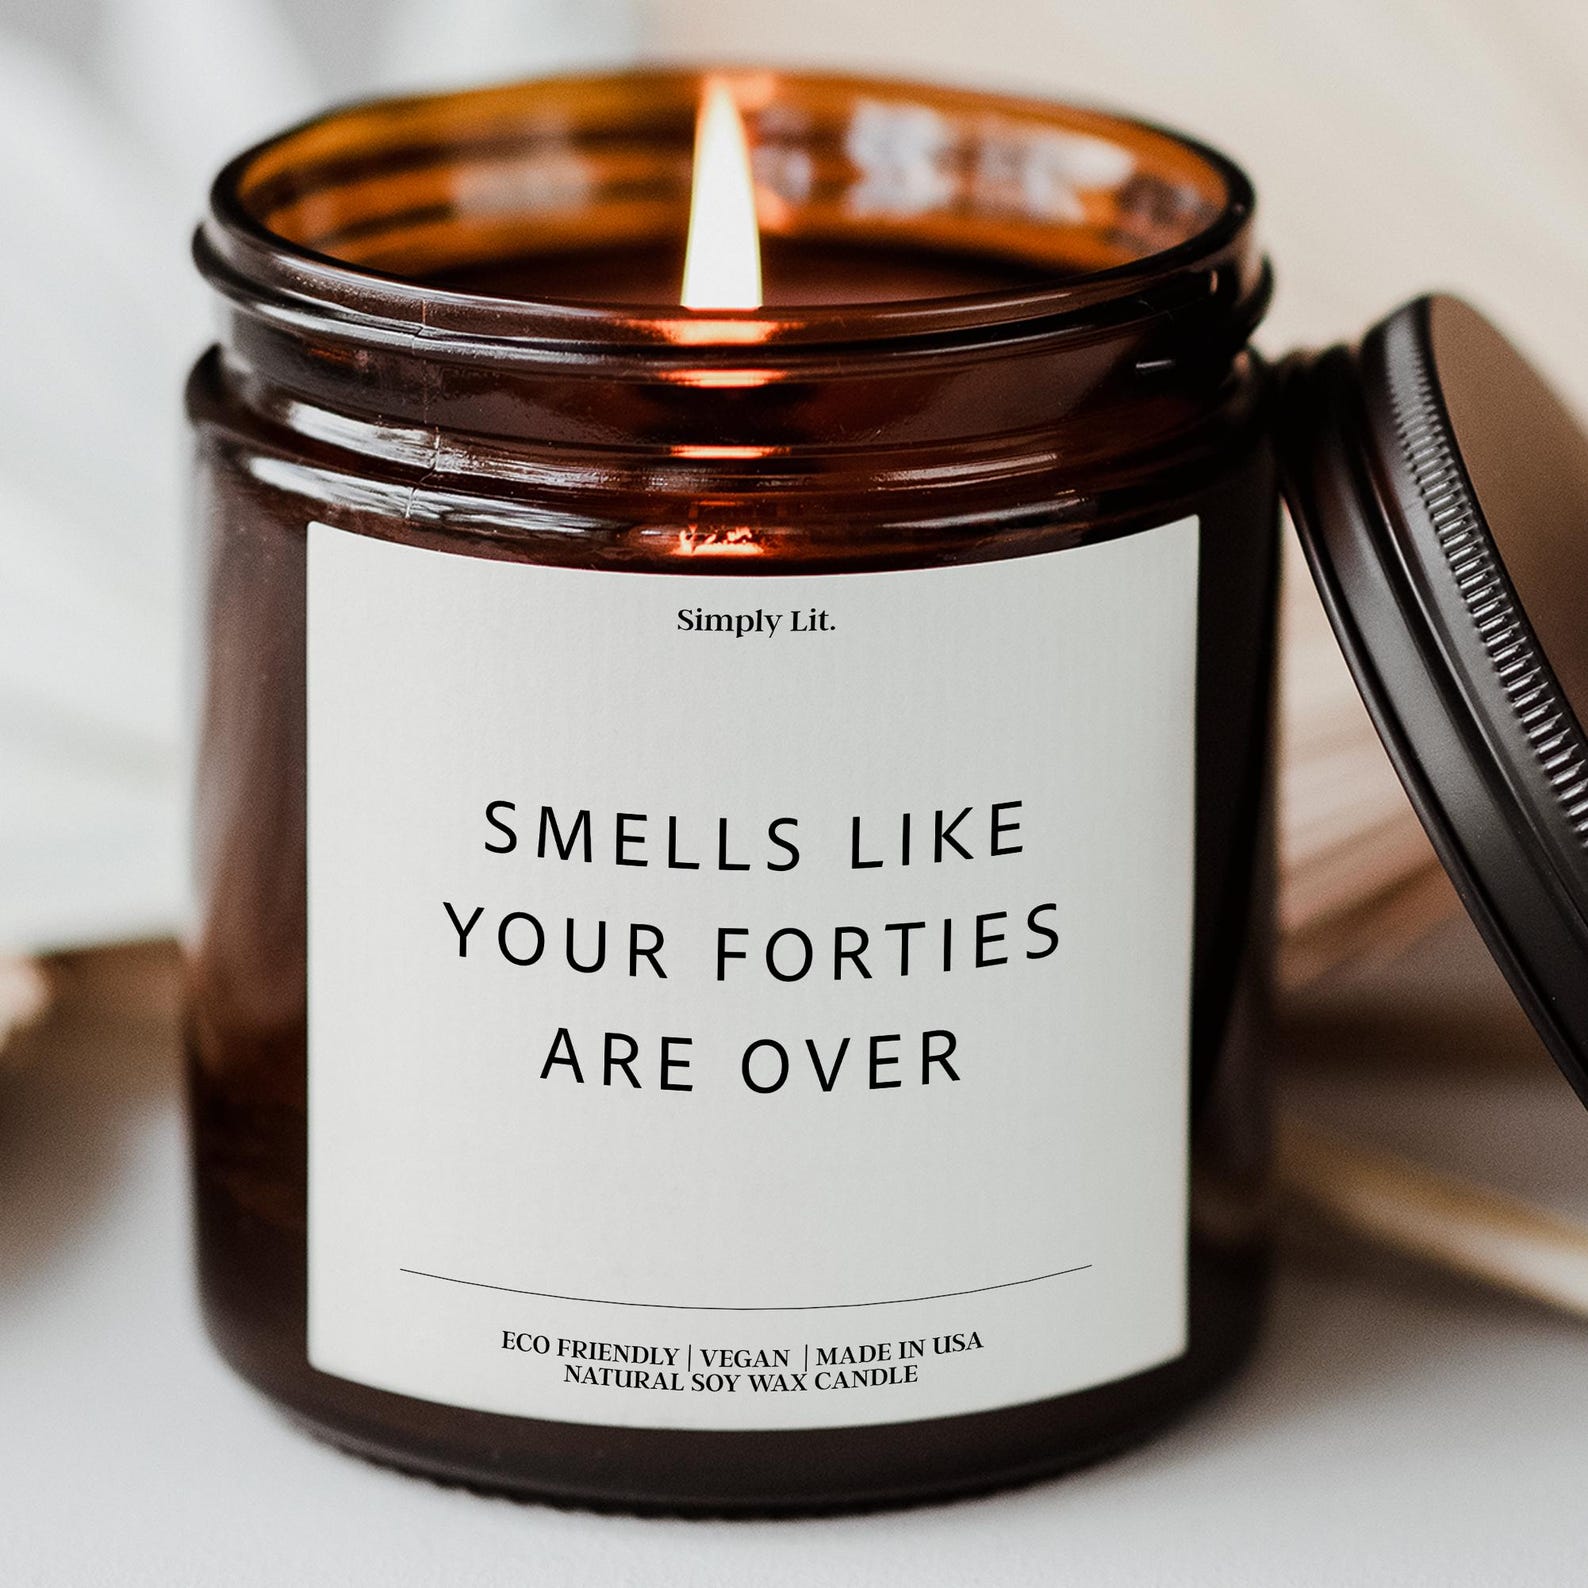 Simply Lit.
SMELLS LIKE
YOUR FORTIES
ARE OVER
ECO FRIENDLY | VEGAN | MADE IN USA
NATURAL SOY WAX CANDLE